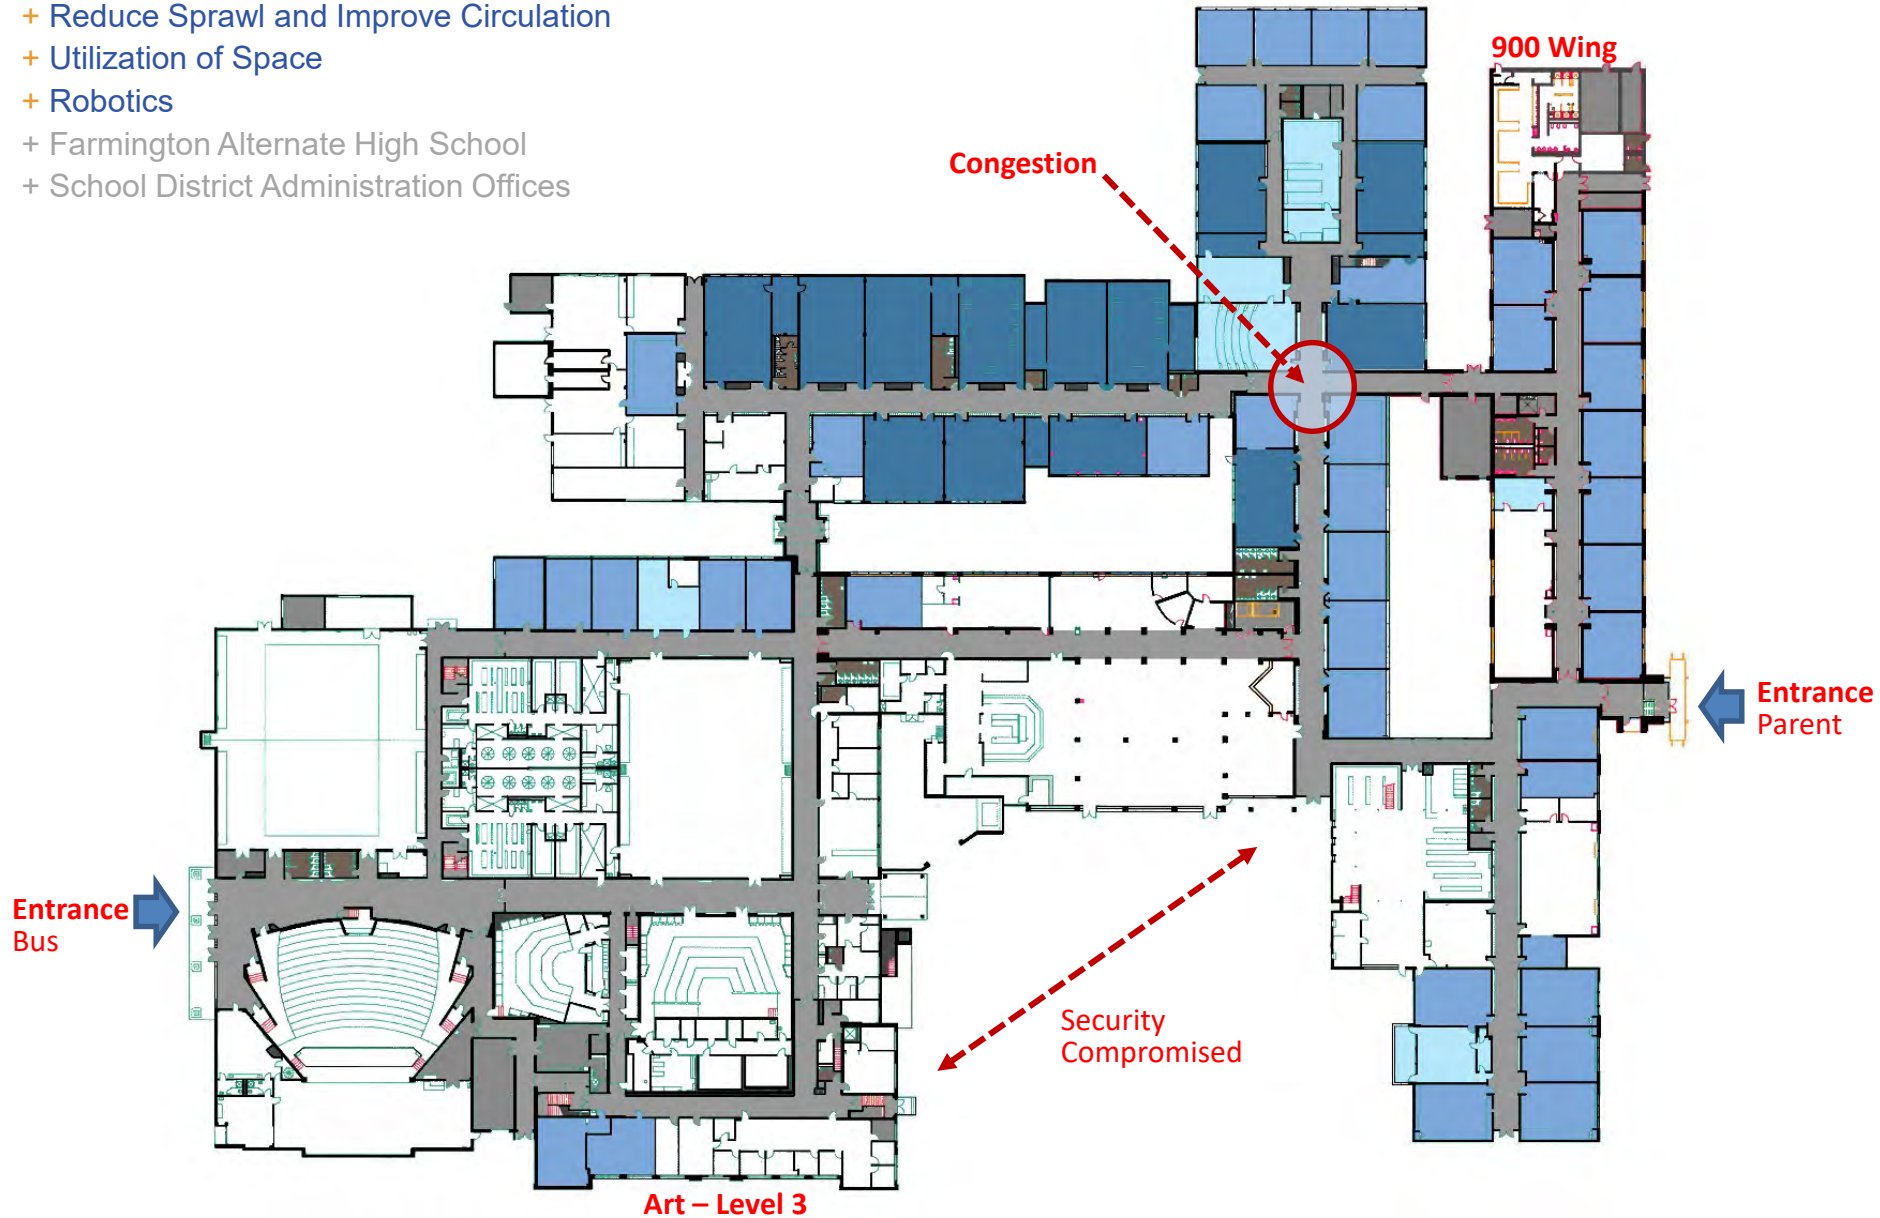 + Reduce Sprawl and Improve Circulation
+ Utilization of Space
+ Robotics
+ Farmington Alternate High School
+ School District Administration Offices
900 Wing
Congestion
Entrance
Parent
Entrance
Bus
Security
Compromised
Art – Level 3